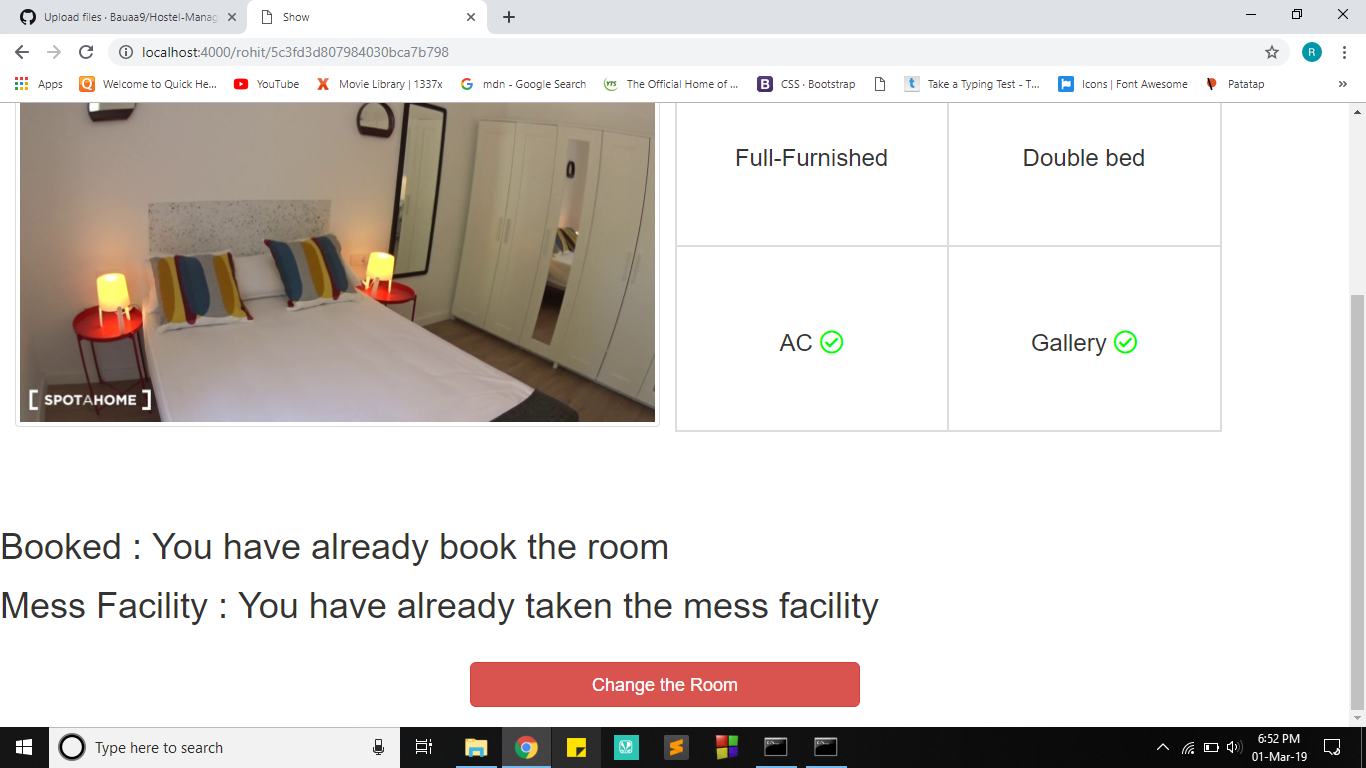 Upload files · Bauaa9/Hostel-Manag
Show
localhost:4000/rohit/5c3fd3d807984030bca7b798
R
Apps
Welcome to Quick He...
YouTube
Movie Library | 1337x
mdn - Google Search
The Official Home of ...
CSS · Bootstrap
Take a Typing Test - T...
Icons | Font Awesome
Patatap
»
Full-Furnished
Double bed
AC
Gallery
[ SPOTAHOME ]
Booked : You have already book the room
Mess Facility : You have already taken the mess facility
Change the Room
Type here to search
6:52 PM
01-Mar-19